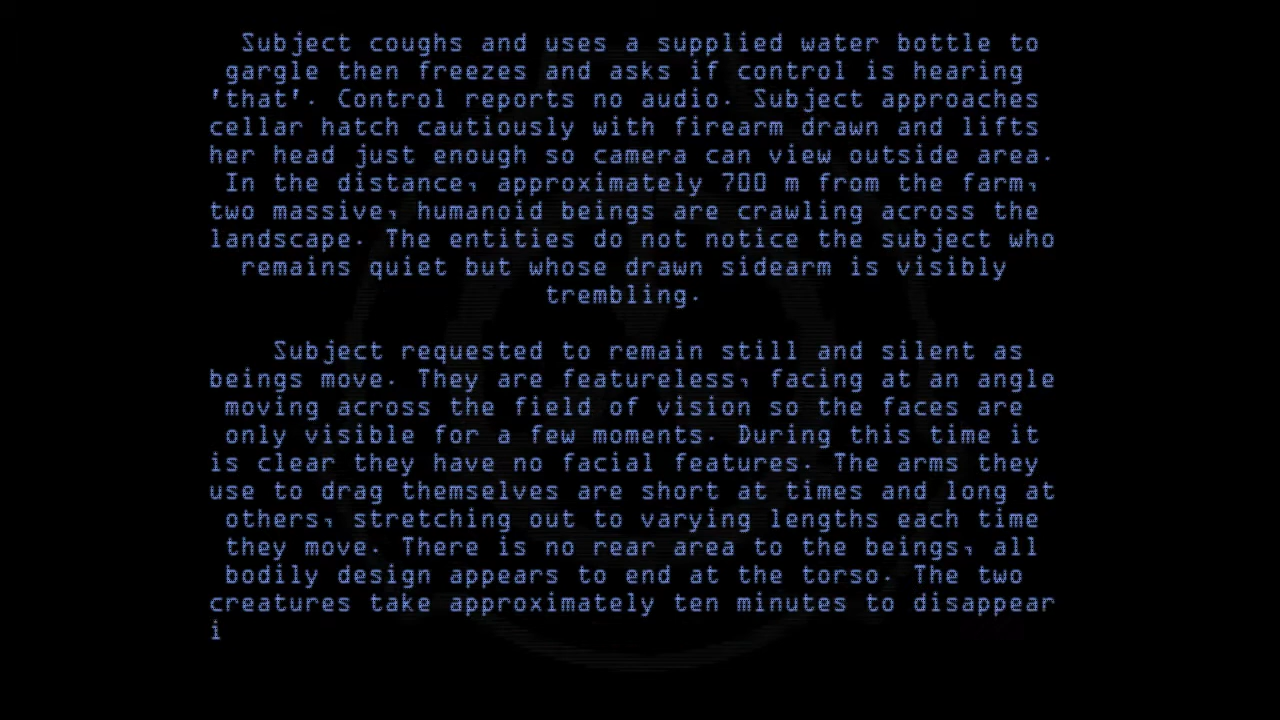 Subject coughs and uses a supplied water bottle to
gargle then freezes and asks if control is hearing
'that'. Control reports no audio. Subject approaches
cellar hatch cautiously with firearm drawn and lifts
her head just enough so camera can view outside area.
In the distance, approximately 700 m from the farm,
two massive, humanoid beings are crawling across the
landscape. The entities do not notice the subject who
remains quiet but whose drawn sidearm is visibly
trembling.
Subject requested to remain still and silent as
beings move. They are featureless, facing at an angle
moving across the field of vision so the faces are
only visible for a few moments. During this time it
is clear they have no facial features. The arms they
use to drag themselves are short at times and long at
others, stretching out to varying lengths each time
they move. There is no rear area to the beings, all
bodily design appears to end at the torso. The two
creatures take approximately ten minutes to disappear
i